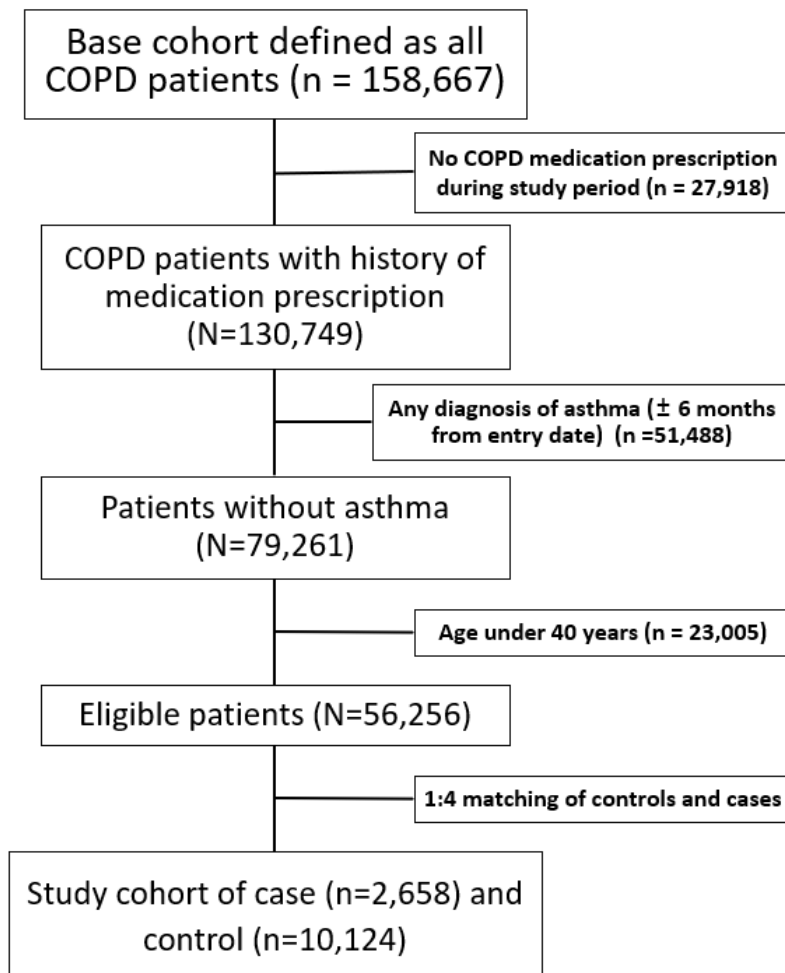 Base cohort defined as all
COPD patients (n = 158,667)
No COPD medication prescription
during study period (n = 27,918)
COPD patients with history of
medication prescription
(N=130,749)
Any diagnosis of asthma (± 6 months
from entry date)  (n =51,488)
Patients without asthma
(N=79,261)
Age under 40 years (n = 23,005)
Eligible patients (N=56,256)
1:4 matching of controls and cases
Study cohort of case (n=2,658) and
control (n=10,124)